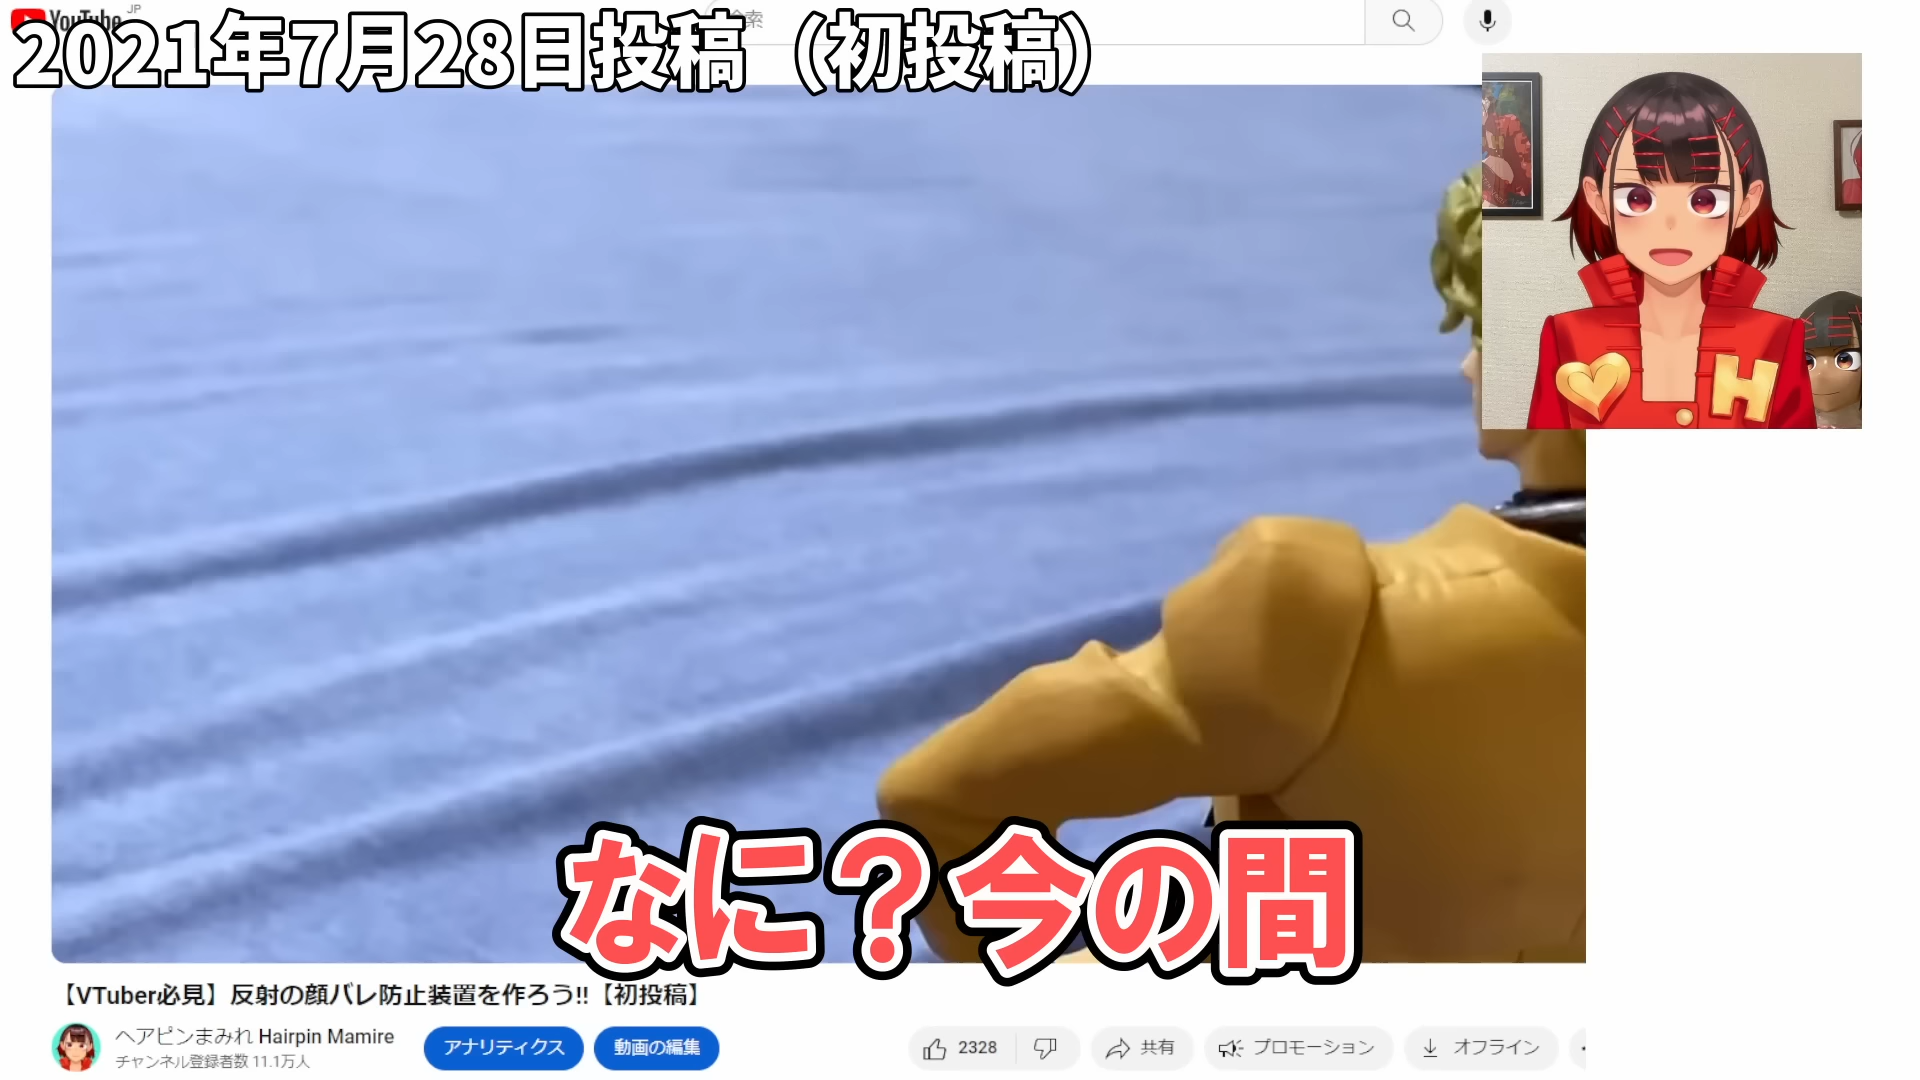 YouTube JP
検索
2021年7月28日投稿（初投稿）
H
なに？今の間
【VTuber必見】反射の顔バレ防止装置を作ろう!!【初投稿】
ヘアピンまみれ Hairpin Mamire
チャンネル登録者数 11.1万人
アナリティクス
動画の編集
2328
共有
プロモーション
オフライン